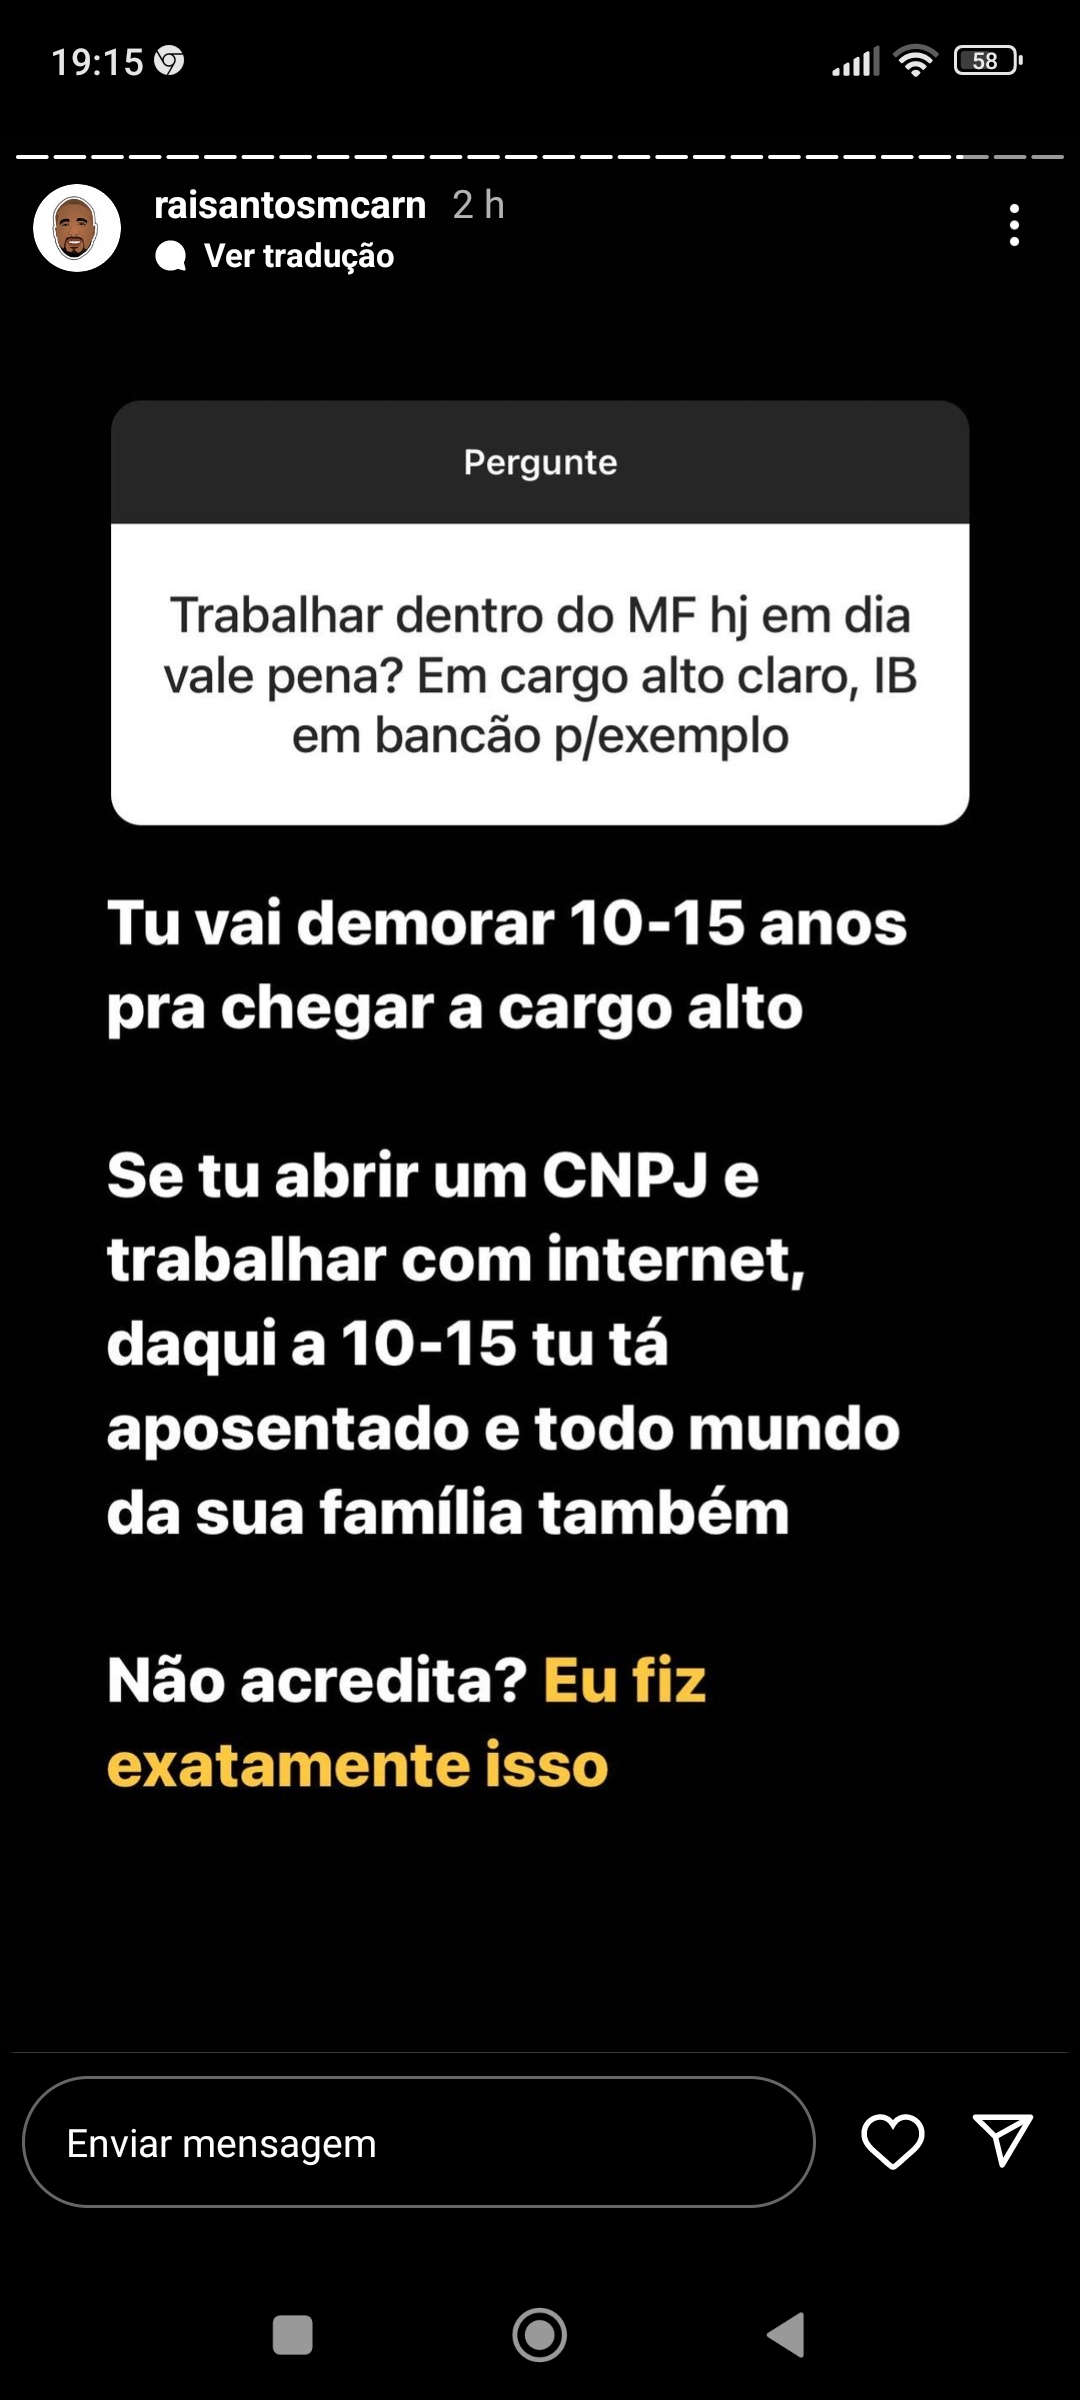 19:15
58
raisantosmcarn 2 h
Ver tradução
Pergunte
Trabalhar dentro do MF hj em dia
vale pena? Em cargo alto claro, IB
em bancão p/exemplo
Tu vai demorar 10-15 anos
pra chegar a cargo alto
Se tu abrir um CNPJ e
trabalhar com internet,
daqui a 10-15 tu tá
aposentado e todo mundo
da sua família também
Não acredita? Eu fiz
exatamente isso
Enviar mensagem